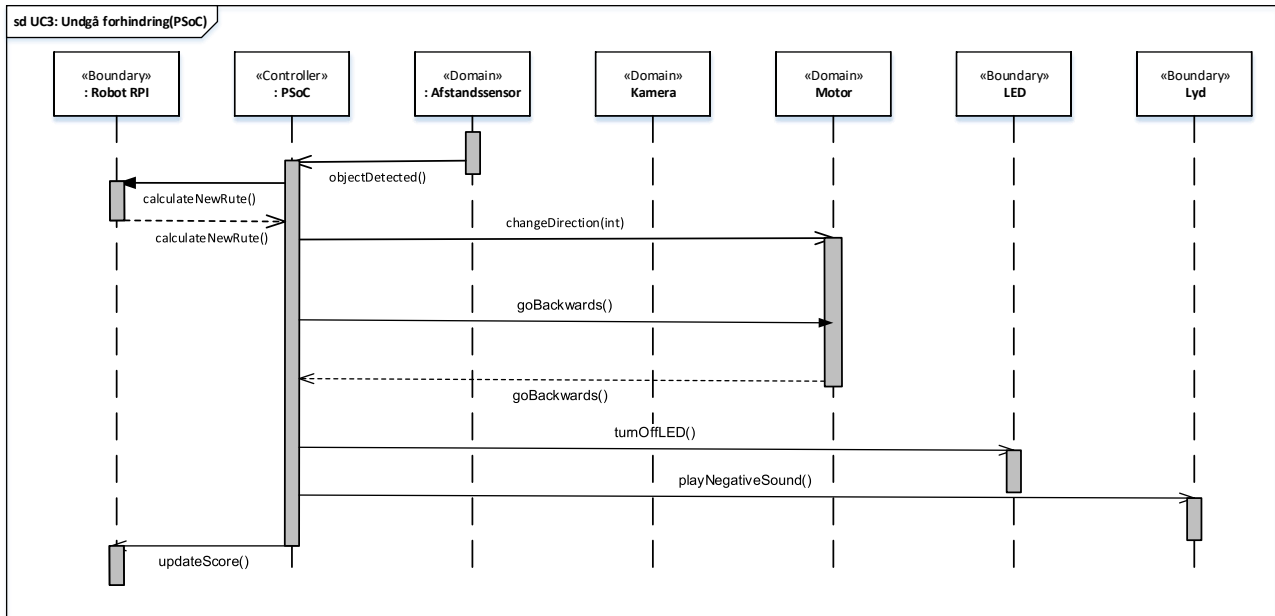 sd UC3: Undgå forhindring(PSoC)
«Boundary»
: Robot RPI
«Controller»
: PSoC
«Domain»
: Afstandssensor
«Domain»
Kamera
«Domain»
Motor
«Boundary»
LED
«Boundary»
Lyd
objectDetected()
calculateNewRute()
calculateNewRute()
changeDirection(int)
goBackwards()
goBackwards()
turnOffLED()
playNegativeSound()
updateScore()